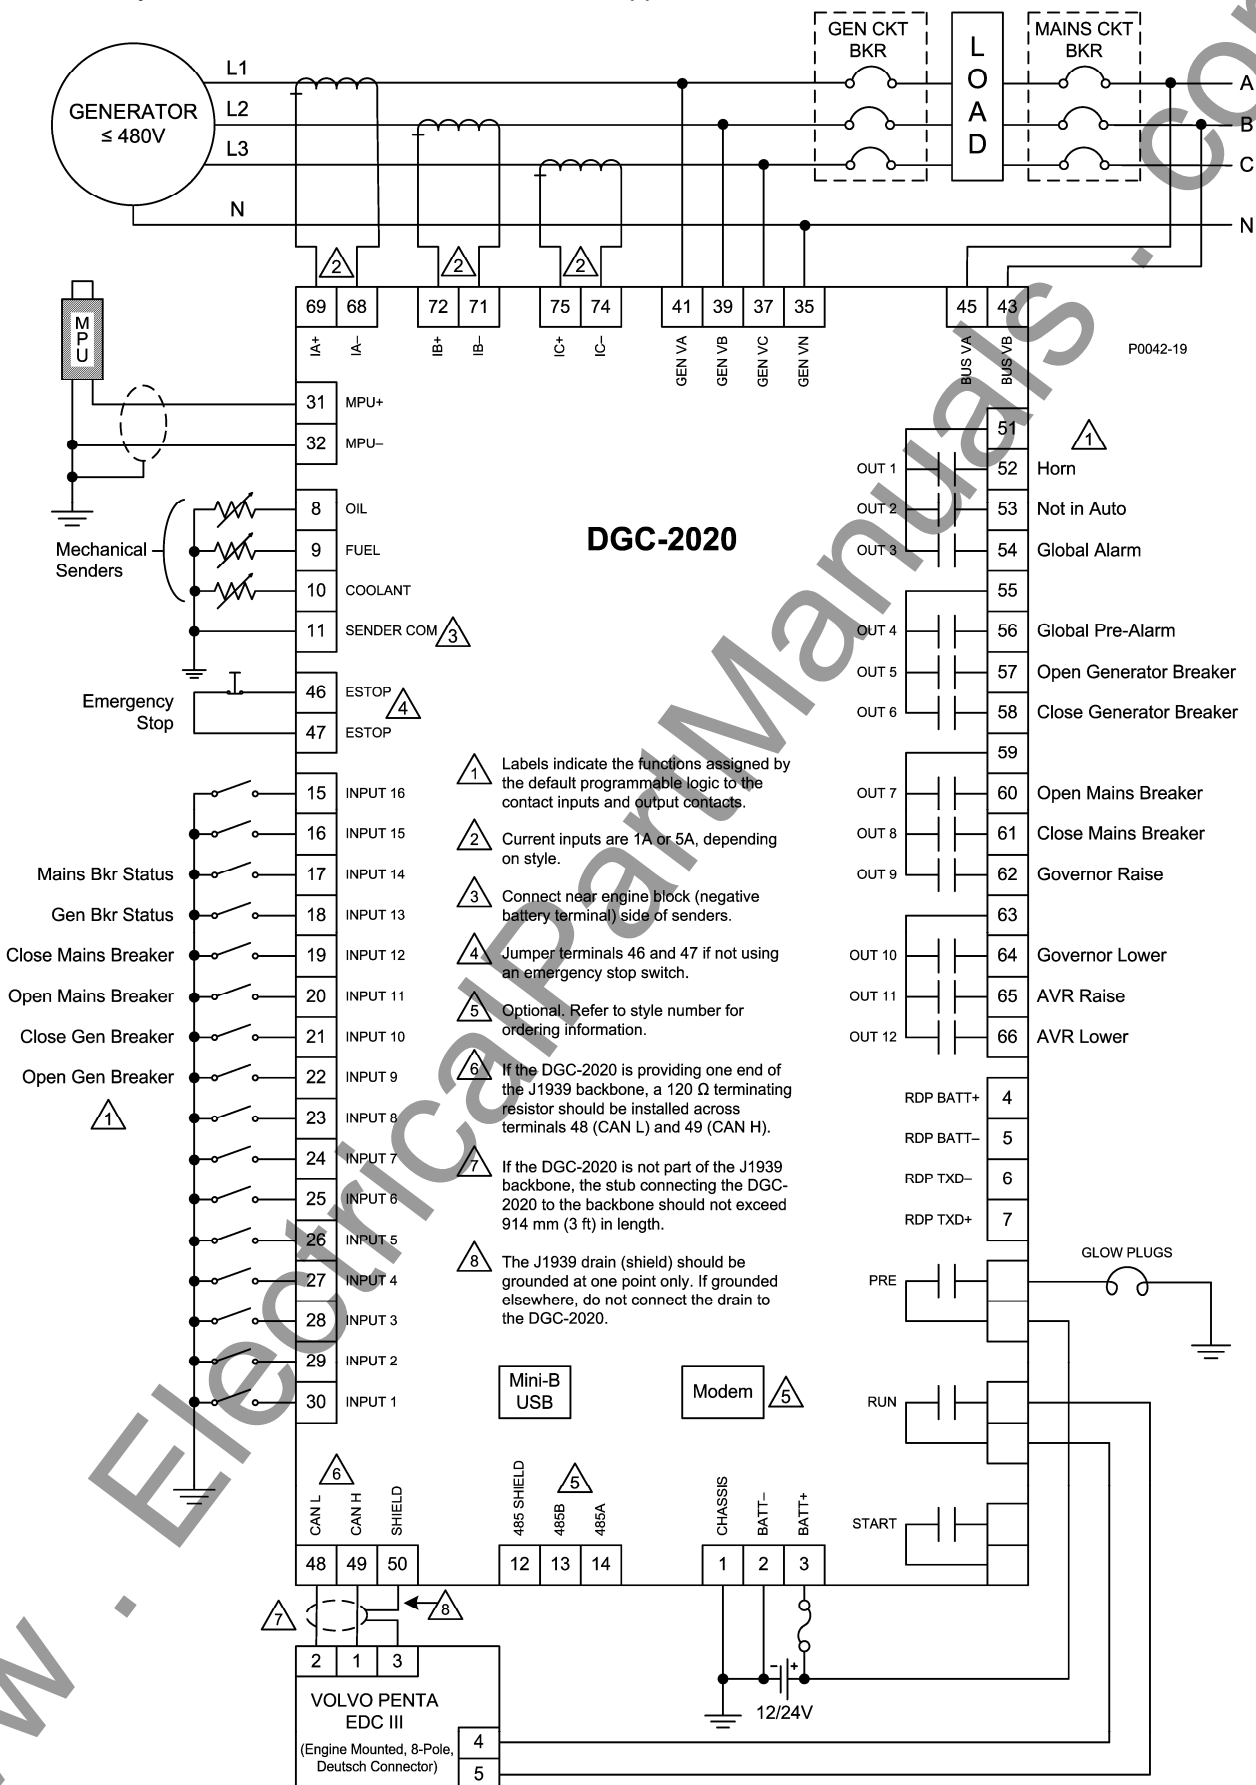 GEN CKT
BKR
LOAD
MAINS CKT
BKR
GENERATOR
≤ 480V
L1
L2
L3
N
A
B
C
N
2
2
2
69 68 72 71 75 74 41 39 37 35 45 43
IA+ IA– IB+ IB– IC+ IC– GEN VA GEN VB GEN VC GEN VN BUS VA BUS VB
P0042-19
MPU
31 MPU+
32 MPU–
DGC-2020
Mechanical
Senders
8 OIL
9 FUEL
10 COOLANT
11 SENDER COM 3
Emergency
Stop
46 ESTOP
4
47 ESTOP
15 INPUT 16
16 INPUT 15
Mains Bkr Status 17 INPUT 14
Gen Bkr Status 18 INPUT 13
Close Mains Breaker 19 INPUT 12
Open Mains Breaker 20 INPUT 11
Close Gen Breaker 21 INPUT 10
Open Gen Breaker 22 INPUT 9
1
23 INPUT 8
24 INPUT 7
25 INPUT 6
26 INPUT 5
27 INPUT 4
28 INPUT 3
29 INPUT 2
30 INPUT 1
1 Labels indicate the functions assigned by
the default programmable logic to the
contact inputs and output contacts.
2 Current inputs are 1A or 5A, depending
on style.
3 Connect near engine block (negative
battery terminal) side of senders.
4 Jumper terminals 46 and 47 if not using
an emergency stop switch.
5 Optional. Refer to style number for
ordering information.
6 If the DGC-2020 is providing one end of
the J1939 backbone, a 120 Ω terminating
resistor should be installed across
terminals 48 (CAN L) and 49 (CAN H).
7 If the DGC-2020 is not part of the J1939
backbone, the stub connecting the DGC-
2020 to the backbone should not exceed
914 mm (3 ft) in length.
8 The J1939 drain (shield) should be
grounded at one point only. If grounded
elsewhere, do not connect the drain to
the DGC-2020.
51
1
OUT 1 52 Horn
OUT 2 53 Not in Auto
OUT 3 54 Global Alarm
55
OUT 4 56 Global Pre-Alarm
OUT 5 57 Open Generator Breaker
OUT 6 58 Close Generator Breaker
59
OUT 7 60 Open Mains Breaker
OUT 8 61 Close Mains Breaker
OUT 9 62 Governor Raise
63
OUT 10 64 Governor Lower
OUT 11 65 AVR Raise
OUT 12 66 AVR Lower
RDP BATT+ 4
RDP BATT– 5
RDP TXD– 6
RDP TXD+ 7
GLOW PLUGS
PRE
RUN
START
Mini-B
USB
Modem
5
6
5
CAN L CAN H SHIELD 485 SHIELD 485B 485A CHASSIS BATT– BATT+
48 49 50 12 13 14 1 2 3
7
8
2 1 3
VOLVO PENTA
EDC III
(Engine Mounted, 8-Pole,
Deutsch Connector)
4
5
- +
12/24V
w . ElectricalPartManuals . com